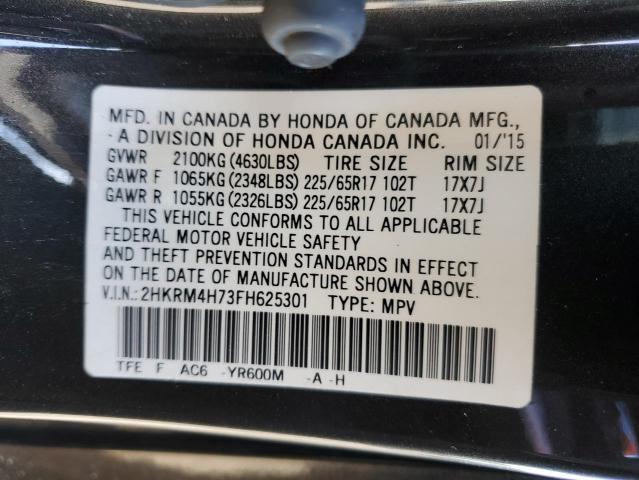 MFD. IN CANADA BY HONDA OF CANADA MFG.,
A DIVISION OF HONDA CANADA INC. 01/'15
GVWR 2100KG(4630LBS) TIRE SIZE RIM SIZE
GAWR F 1065KG(2348LBS) 225/65R17 102T 17X7J
GAWR R 1055KG(2326LBS) 225/65R17 102T 17X7J
THIS VEHICLE CONFORMS TO ALL APPLICABLE
FEDERAL MOTOR VEHICLE SAFETY
AND THEFT PREVENTION STANDARDS IN EFFECT
ON THE DATE OF MANUFACTURE SHOWN ABOVE.
V.I.N.: 2HKRM4H73FH625301 TYPE: MPV
TFE F AC6 -YR600M -A -H